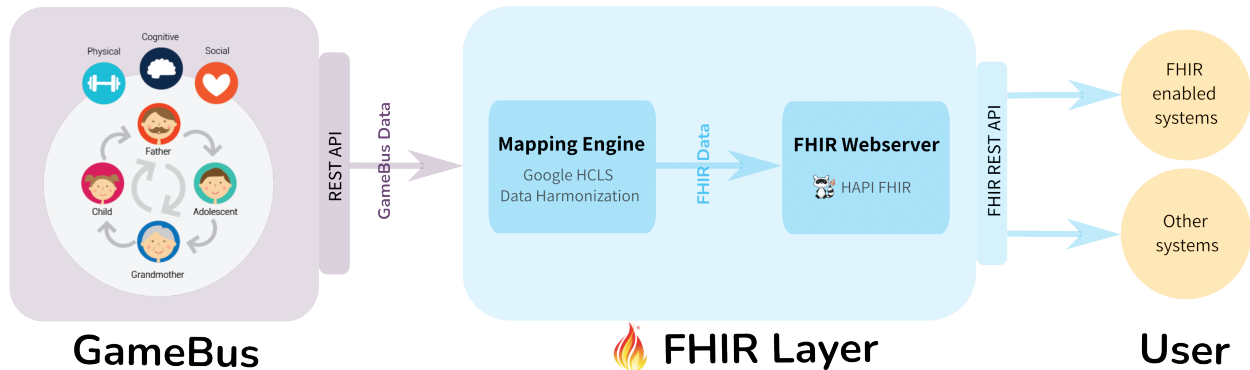 Cognitive
Physical
Social
Father
Child
Adolescent
Grandmother
REST API
GameBus Data
Mapping Engine
Google HCLS
Data Harmonization
FHIR Data
FHIR Webserver
HAPI FHIR
FHIR REST API
FHIR
enabled
systems
Other
systems
GameBus
FHIR Layer
User